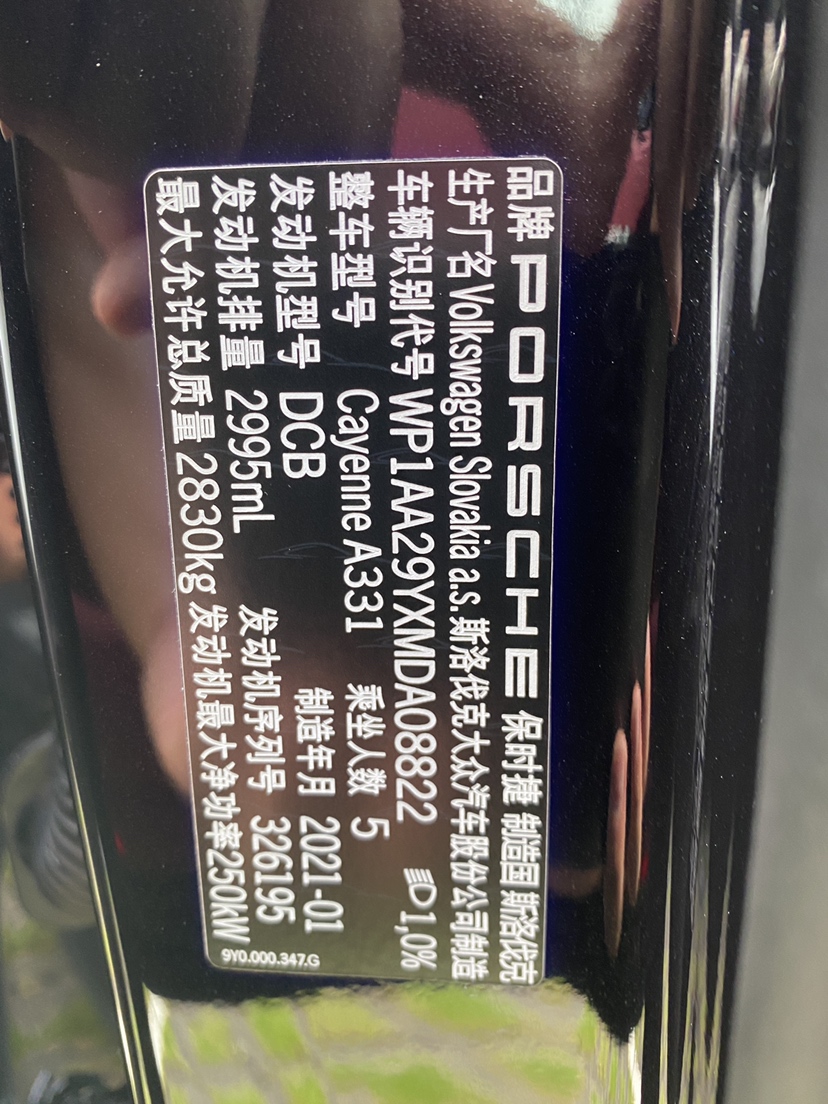 品牌 PORSCHE 保时捷 制造国 斯洛伐克
生产厂名 Volkswagen Slovakia a.s. 斯洛伐克大众汽车股份公司制造
车辆识别代号 WP1AA29YXMDA08822 1,0%
整车型号 Cayenne A331 乘坐人数 5
发动机型号 DCB 制造年月 2021-01
发动机排量 2995mL 发动机序列号 326195
最大允许总质量 2830kg 发动机最大净功率250kW
9Y0.000.347.G